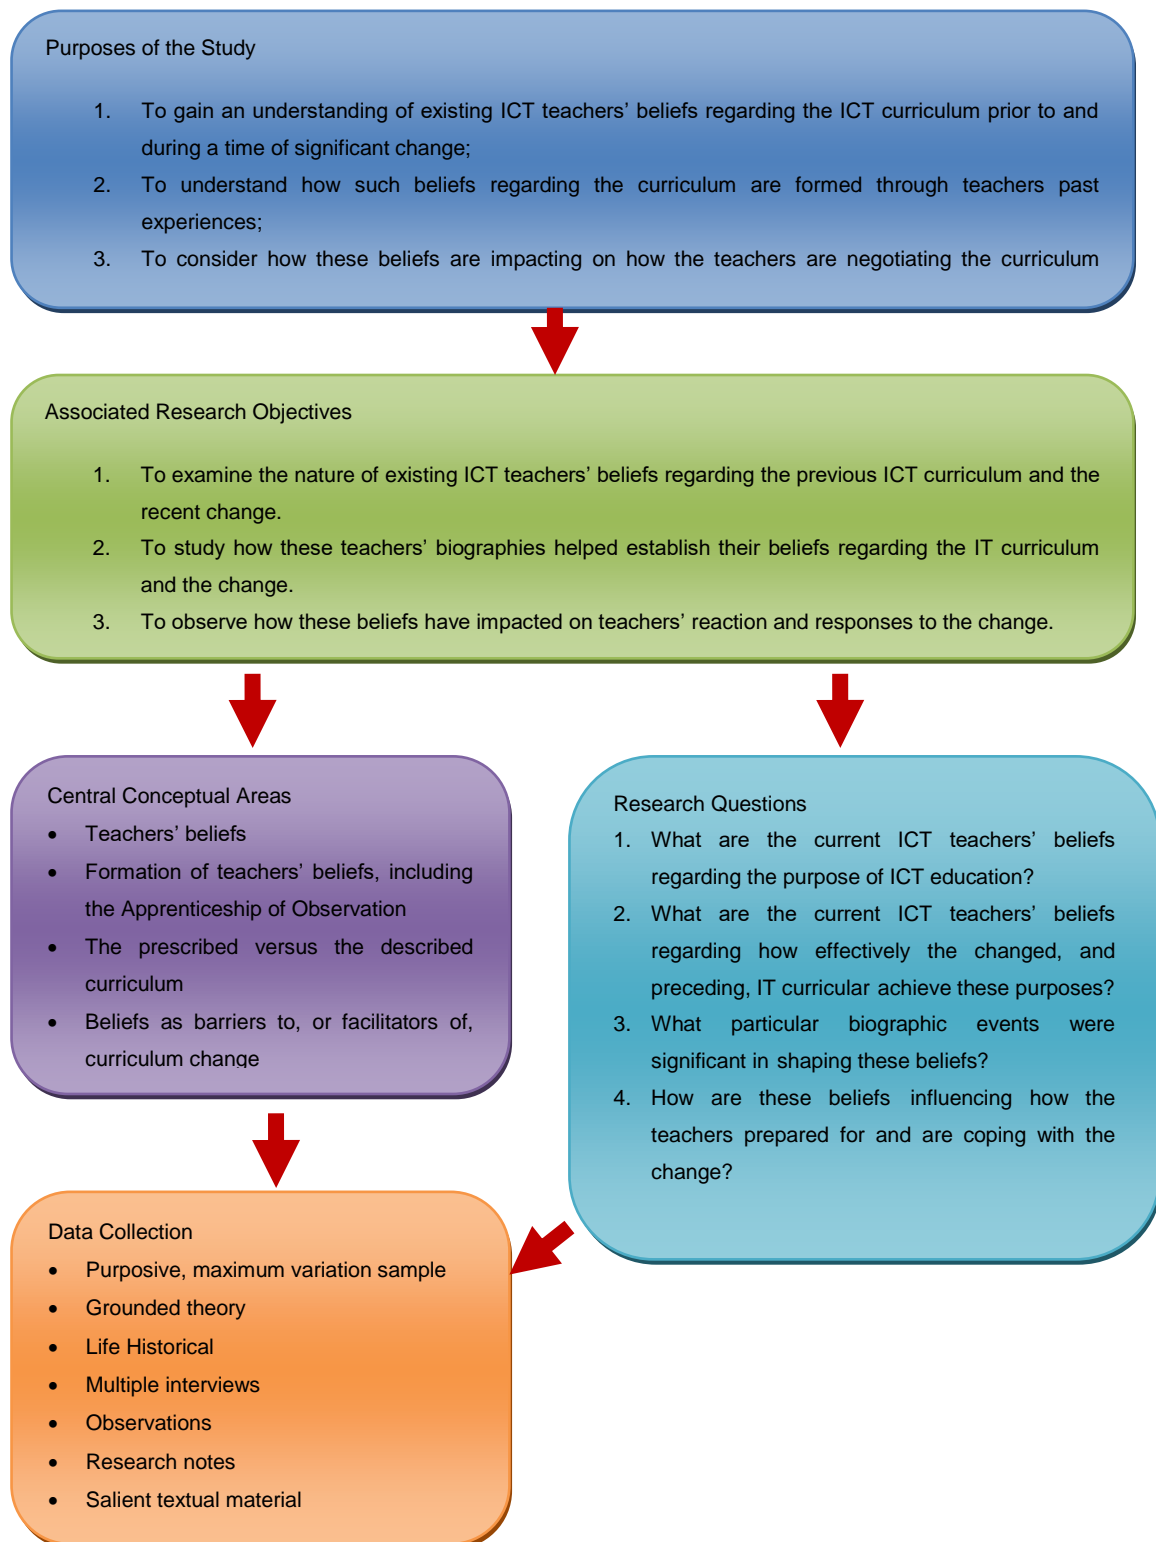 Purposes of the Study
1. To gain an understanding of existing ICT teachers’ beliefs regarding the ICT curriculum prior to and
during a time of significant change;
2. To understand how such beliefs regarding the curriculum are formed through teachers past
experiences;
3. To consider how these beliefs are impacting on how the teachers are negotiating the curriculum
Associated Research Objectives
1. To examine the nature of existing ICT teachers’ beliefs regarding the previous ICT curriculum and the
recent change.
2. To study how these teachers’ biographies helped establish their beliefs regarding the IT curriculum
and the change.
3. To observe how these beliefs have impacted on teachers’ reaction and responses to the change.
Central Conceptual Areas
• Teachers’ beliefs
• Formation of teachers’ beliefs, including
the Apprenticeship of Observation
• The prescribed versus the described
curriculum
• Beliefs as barriers to, or facilitators of,
curriculum change
Research Questions
1. What are the current ICT teachers’ beliefs
regarding the purpose of ICT education?
2. What are the current ICT teachers’ beliefs
regarding how effectively the changed, and
preceding, IT curricular achieve these purposes?
3. What particular biographic events were
significant in shaping these beliefs?
4. How are these beliefs influencing how the
teachers prepared for and are coping with the
change?
Data Collection
• Purposive, maximum variation sample
• Grounded theory
• Life Historical
• Multiple interviews
• Observations
• Research notes
• Salient textual material